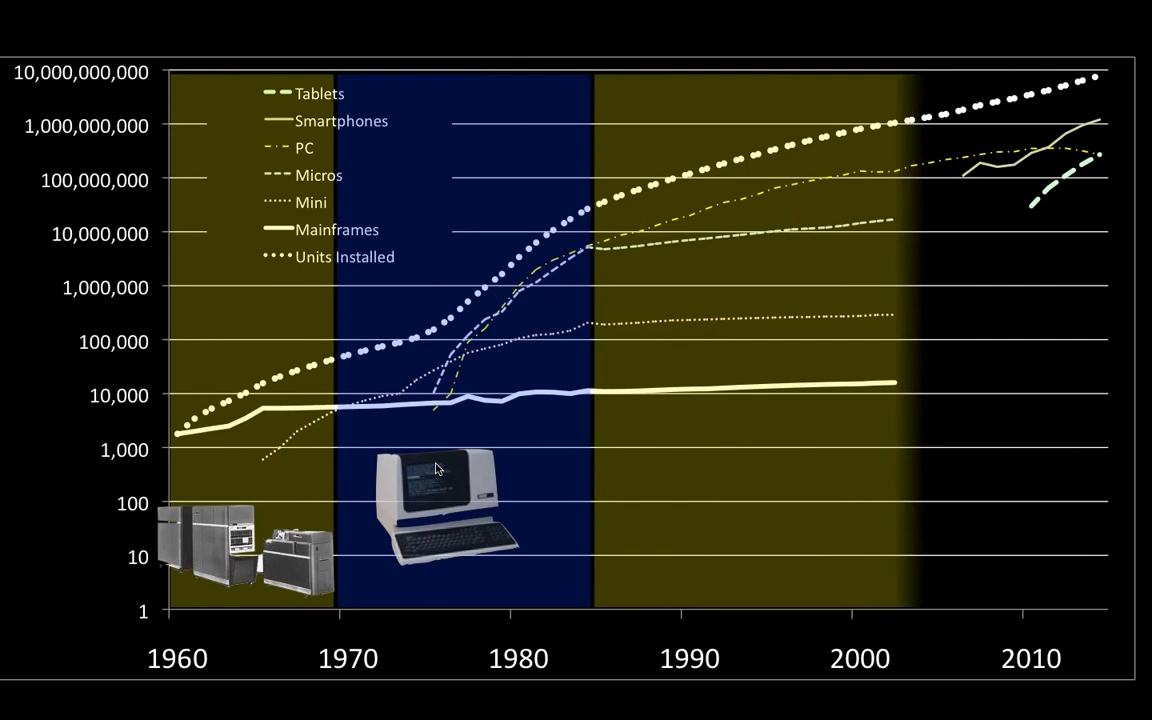 10,000,000,000
1,000,000,000
100,000,000
10,000,000
1,000,000
100,000
10,000
1,000
100
10
1
Tablets
Smartphones
PC
Micros
Mini
Mainframes
Units Installed
1960 1970 1980 1990 2000 2010